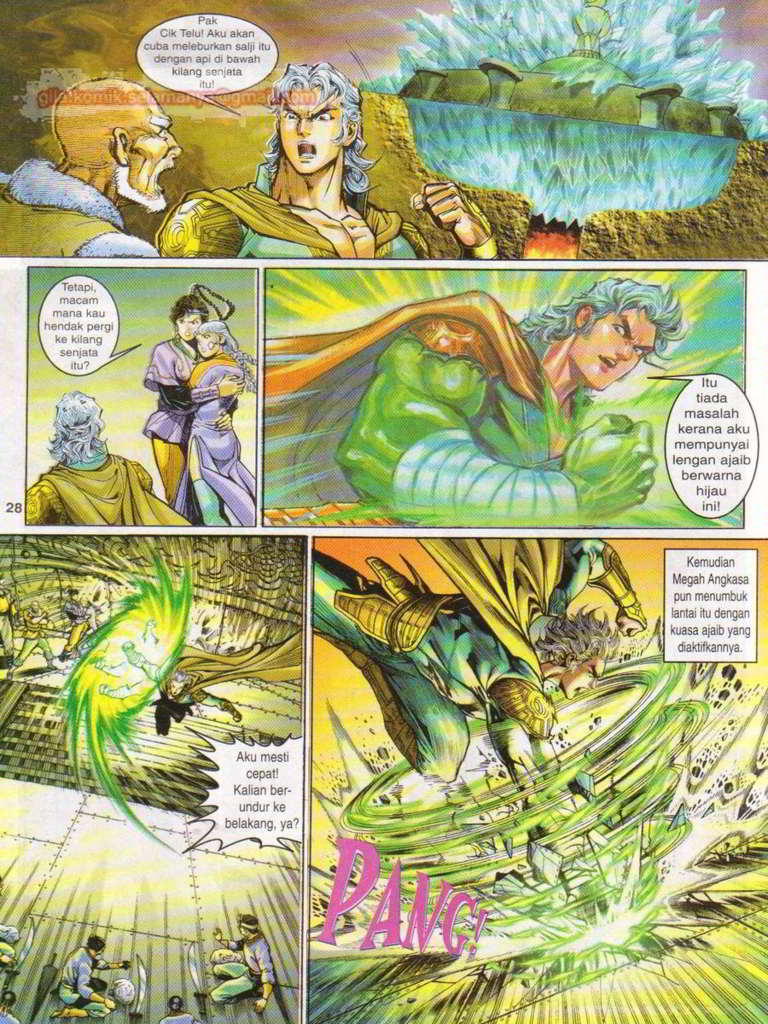 Pak
Cik Telu! Aku akan
cuba meleburkan salji itu
dengan api di bawah
kilang senjata
itu!
Tetapi,
macam
mana kau
hendak pergi
ke kilang
senjata
itu?
Itu
tiada
masalah
kerana aku
mempunyai
lengan ajaib
berwarna
hijau
ini!
28
Aku mesti
cepat!
Kalian ber-
undur ke
belakang, ya?
Kemudian
Megah Angkasa
pun menumbuk
lantai itu dengan
kuasa ajaib yang
diaktifkannya.
PANG!